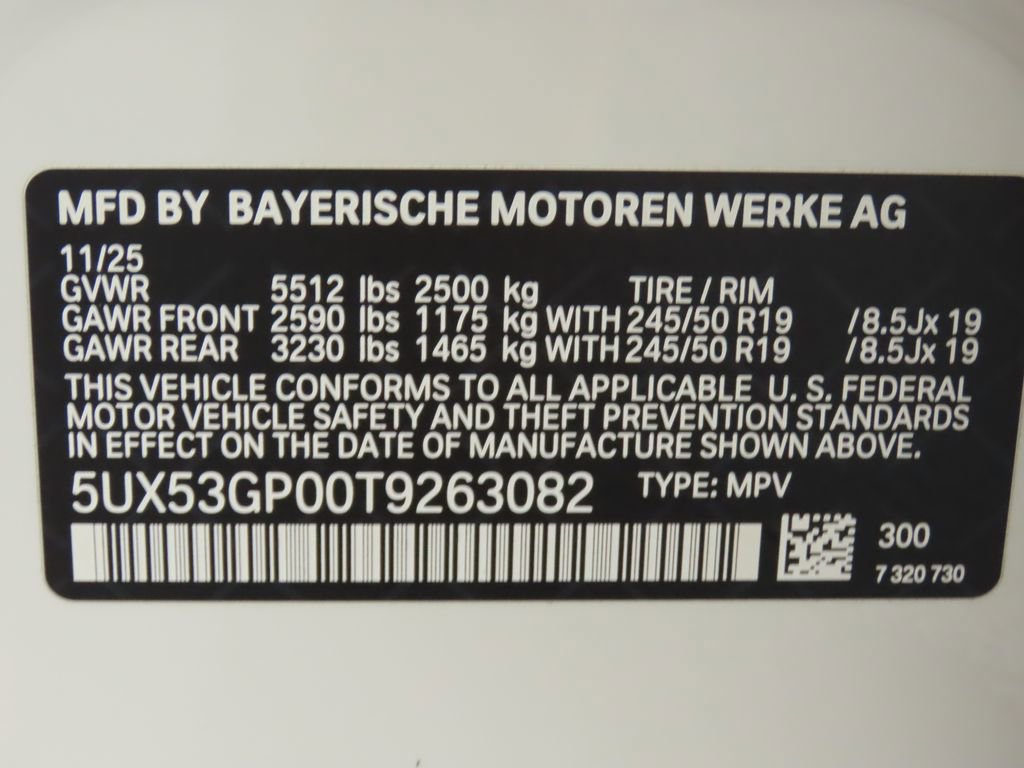 MFD BY BAYERISCHE MOTOREN WERKE AG
11/25
GVWR 5512 lbs 2500 kg TIRE / RIM
GAWR FRONT 2590 lbs 1175 kg WITH 245/50 R19 /8.5Jx 19
GAWR REAR 3230 lbs 1465 kg WITH 245/50 R19 /8.5Jx 19
THIS VEHICLE CONFORMS TO ALL APPLICABLE U. S. FEDERAL
MOTOR VEHICLE SAFETY AND THEFT PREVENTION STANDARDS
IN EFFECT ON THE DATE OF MANUFACTURE SHOWN ABOVE.
5UX53GP00T9263082 TYPE: MPV
300
7 320 730